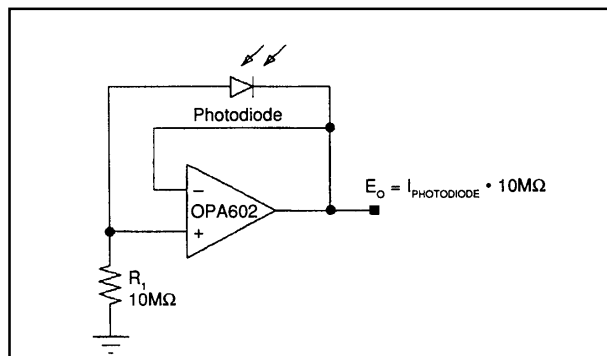 Photodiode
−
OPA602
+
E_O = I_PHOTODIODE • 10MΩ
R_1
10MΩ